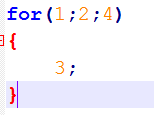 for(1;2;4)
{
    3;
}